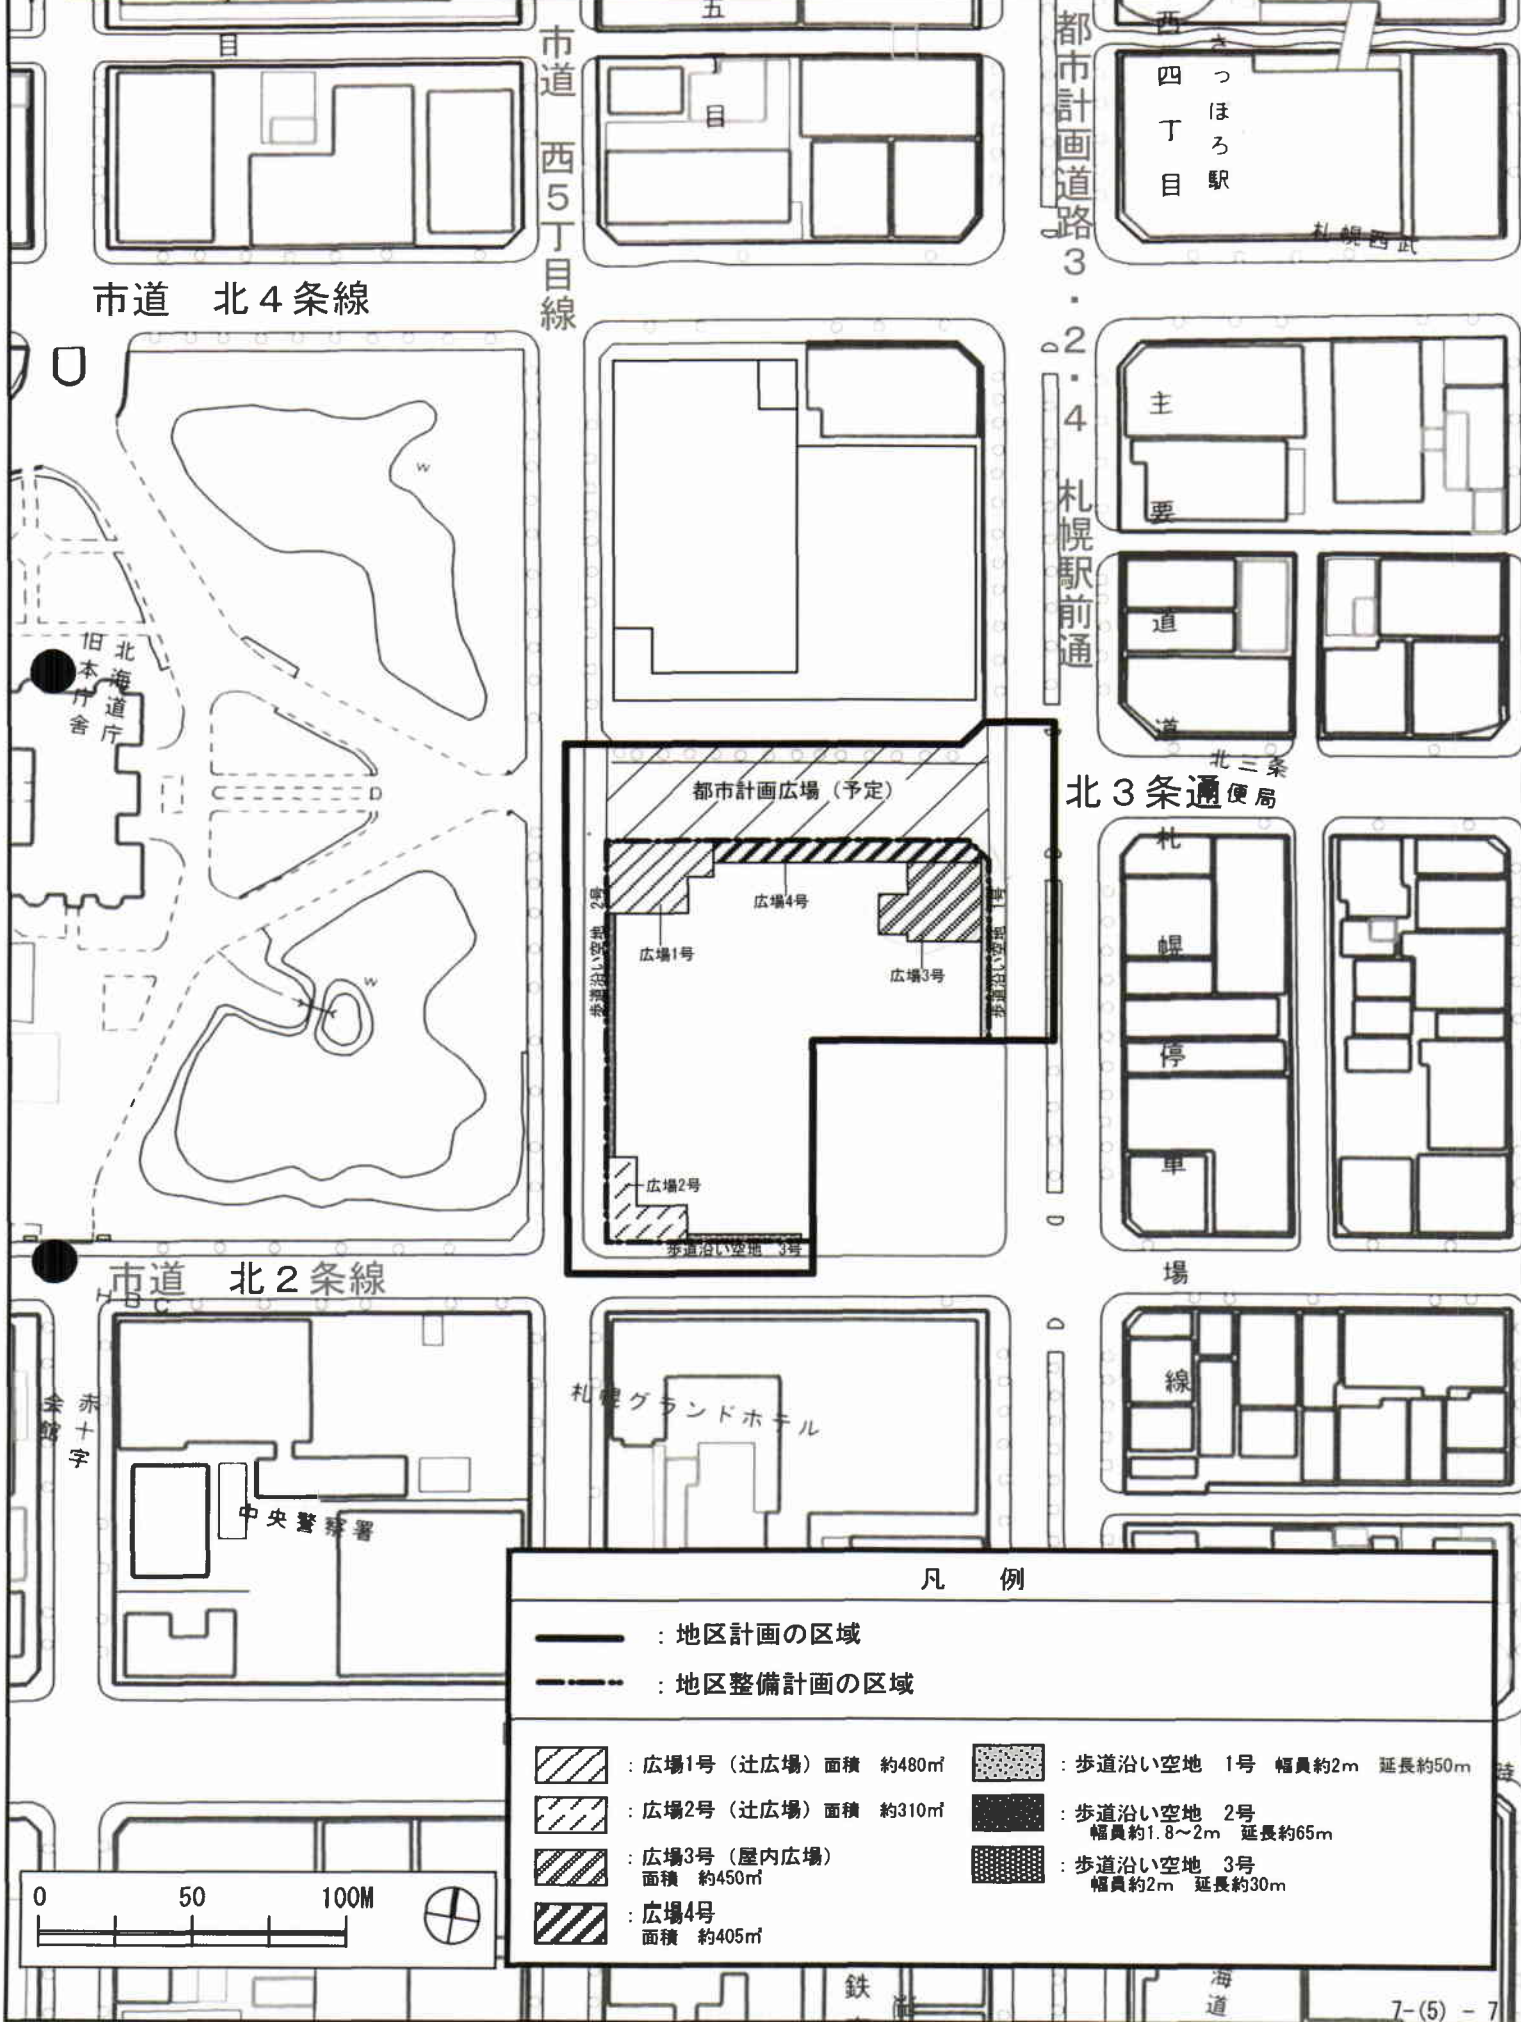 五丁目
目
市道 西5丁目線
都市計画道路3・2・4 札幌駅前通
西四丁目
さっぽろ駅
札幌西武
市道 北4条線
主要道道札幌停車場線
W
北海道庁
旧本庁舎
都市計画広場(予定)
北3条通
北三条
便局
広場4号
広場1号
広場3号
歩道沿い空地 2号
歩道沿い空地 1号
W
広場2号
歩道沿い空地 3号
市道 北2条線
HBC
赤十字
会館
札幌グランドホテル
中央警察署
凡 例
:地区計画の区域
:地区整備計画の区域
:広場1号(辻広場)面積 約480㎡
:広場2号(辻広場)面積 約310㎡
:広場3号(屋内広場)
面積 約450㎡
:広場4号
面積 約405㎡
:歩道沿い空地 1号 幅員約2m 延長約50m
:歩道沿い空地 2号
幅員約1.8~2m 延長約65m
:歩道沿い空地 3号
幅員約2m 延長約30m
時
0 50 100M
鉄
海道
7-(5) - 7